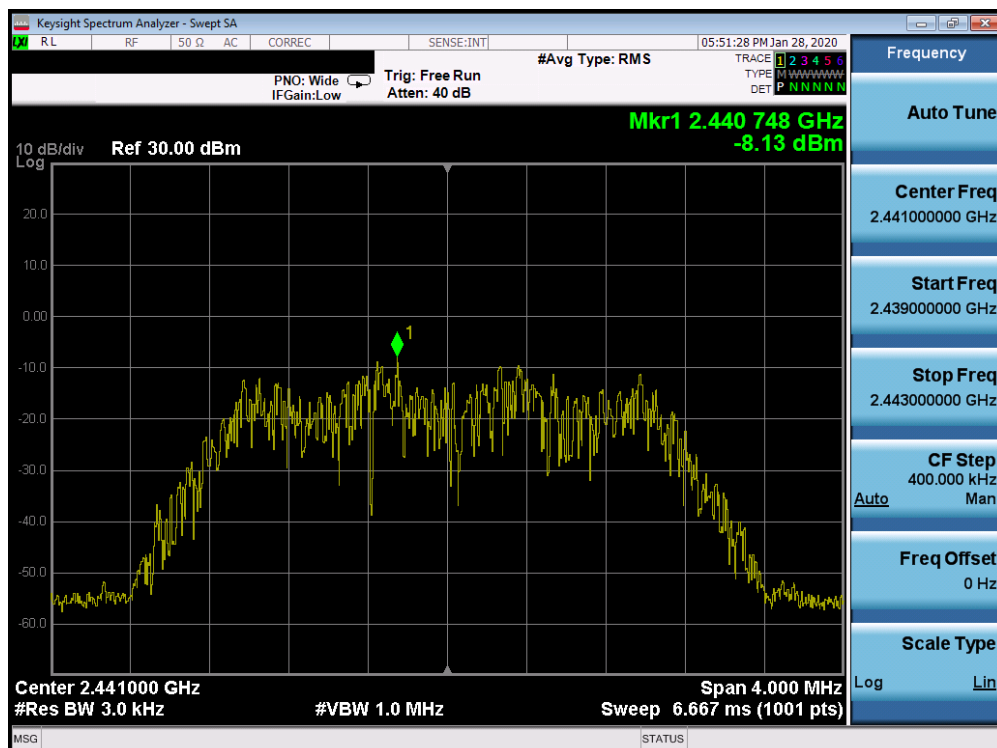 Keysight Spectrum Analyzer - Swept SA
LXI RL RF 50 Ω AC CORREC SENSE:INT 05:51:28 PM Jan 28, 2020
#Avg Type: RMS
TRACE 1 2 3 4 5 6
PNO: Wide Trig: Free Run TYPE M WWWWW
IFGain:Low Atten: 40 dB DET P N N N N N
Mkr1 2.440 748 GHz
-8.13 dBm
10 dB/div Ref 30.00 dBm
Log
20.0
10.0
0.00
1
-10.0
-20.0
-30.0
-40.0
-50.0
-60.0
Center 2.441000 GHz Span 4.000 MHz
#Res BW 3.0 kHz #VBW 1.0 MHz Sweep 6.667 ms (1001 pts)
MSG STATUS
Frequency
Auto Tune
Center Freq
2.441000000 GHz
Start Freq
2.439000000 GHz
Stop Freq
2.443000000 GHz
CF Step
400.000 kHz
Auto Man
Freq Offset
0 Hz
Scale Type
Log Lin